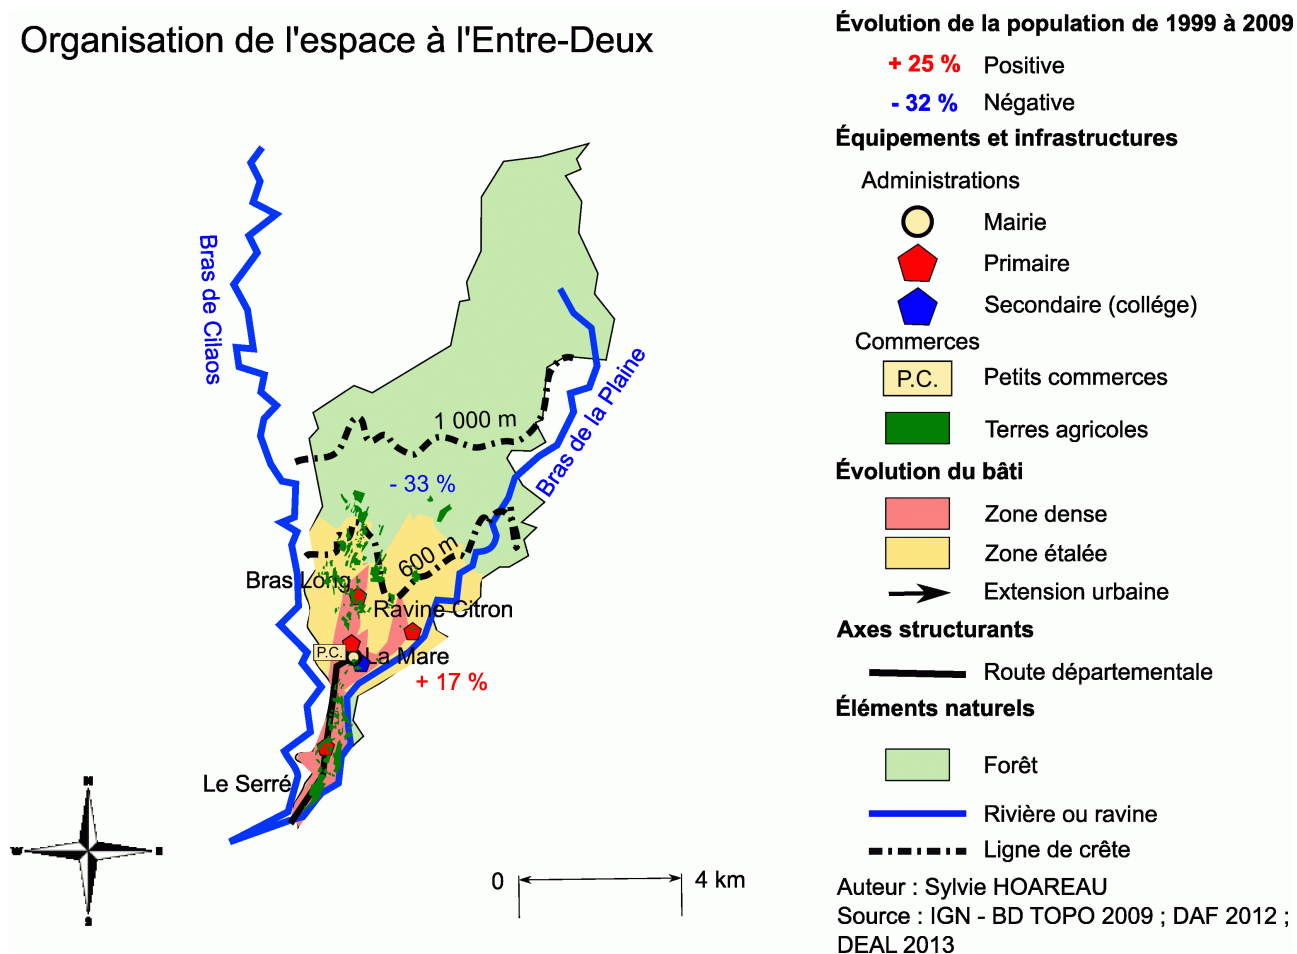 Organisation de l'espace à l'Entre-Deux
Bras de Cilaos
Bras de la Plaine
1 000 m
- 33 %
600 m
Bras Long
Ravine Citron
P.C.
La Mare
+ 17 %
Le Serré
N
W
E
S
0
4 km
Évolution de la population de 1999 à 2009
+ 25 % Positive
- 32 % Négative
Équipements et infrastructures
Administrations
Mairie
Primaire
Secondaire (collége)
Commerces
P.C. Petits commerces
Terres agricoles
Évolution du bâti
Zone dense
Zone étalée
Extension urbaine
Axes structurants
Route départementale
Éléments naturels
Forêt
Rivière ou ravine
Ligne de crête
Auteur : Sylvie HOAREAU
Source : IGN - BD TOPO 2009 ; DAF 2012 ;
DEAL 2013